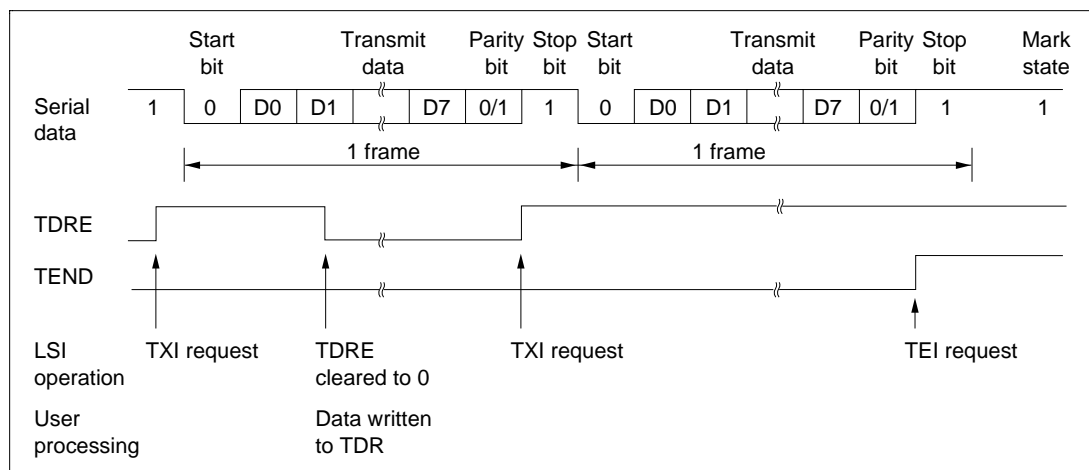 Start Transmit Parity Stop Start Transmit Parity Stop Mark
bit data bit bit bit data bit bit state
Serial 1 0 D0 D1 D7 0/1 1 0 D0 D1 D7 0/1 1 1
data
1 frame 1 frame
TDRE
TEND
LSI TXI request TDRE TXI request TEI request
operation cleared to 0
User Data written
processing to TDR